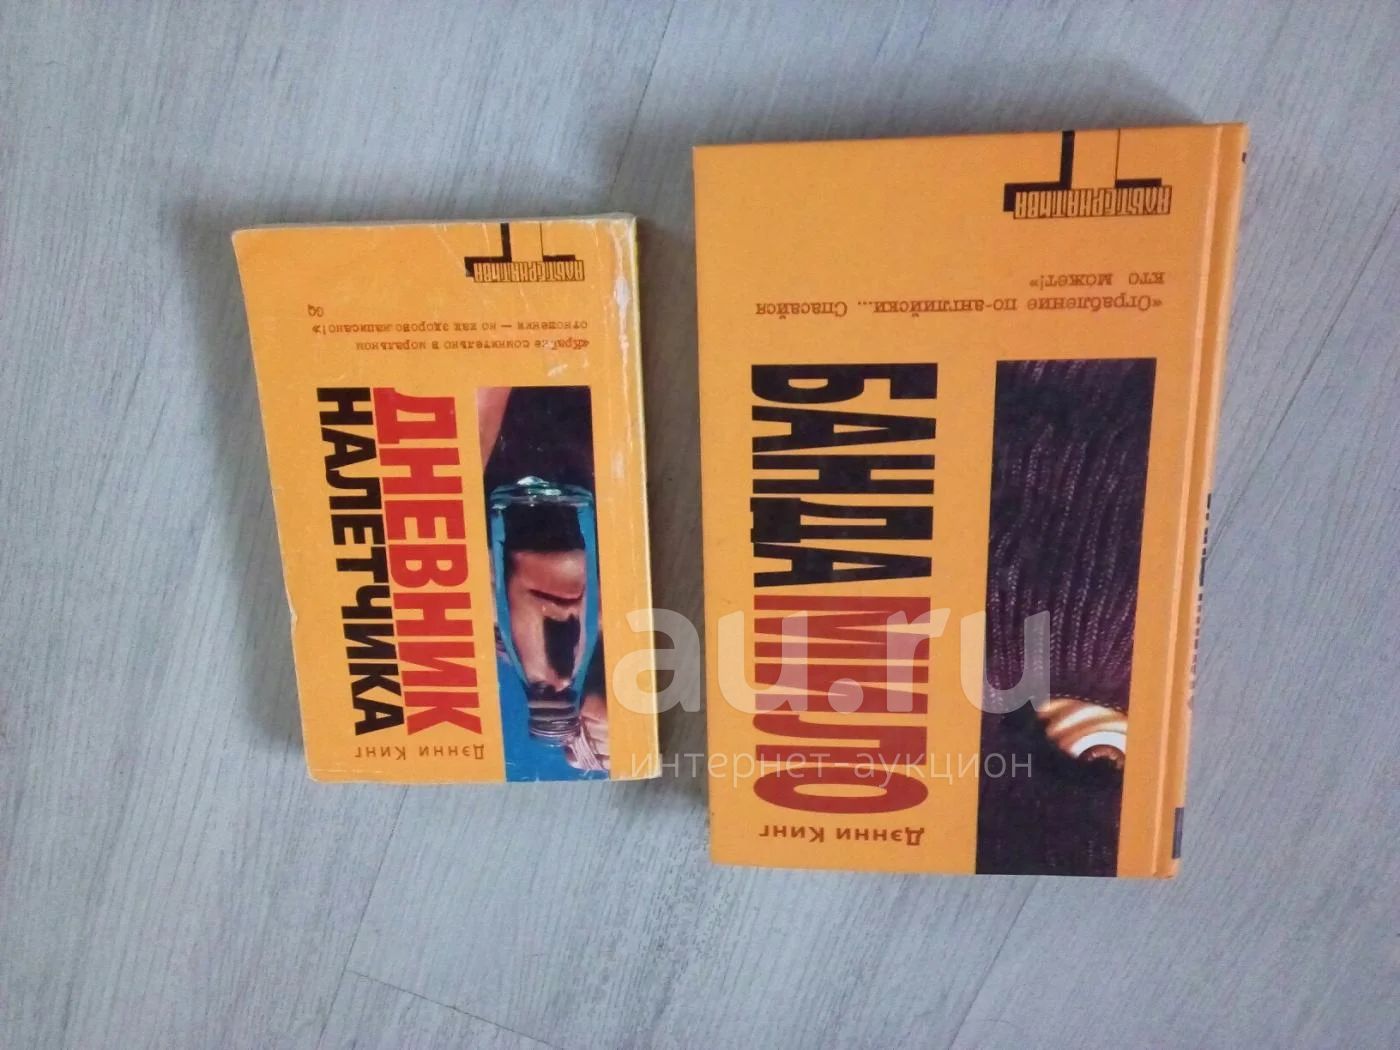 Дэнни Кинг
ДНЕВНИК
НАЛЕТЧИКА
«Крайне сомнительно в моральном
отношении — но как здорово написано!»
GQ
АЛЬТЕРНАТИВА
Дэнни Кинг
БАНДА МИЛО
«Ограбление по-английски... Спасайся
кто может!»
АЛЬТЕРНАТИВА
au.ru
интернет аукцион